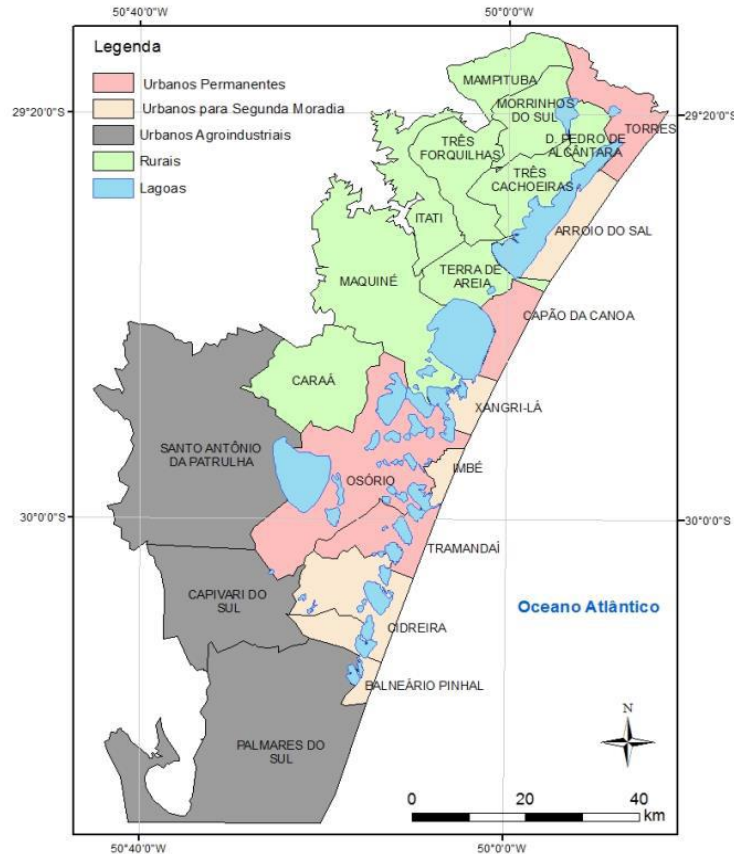 50°40'0"W
50°0'0"W
Legenda
Urbanos Permanentes
Urbanos para Segunda Moradia
Urbanos Agroindustriais
Rurais
Lagoas
29°20'0"S
29°20'0"S
MAMPITUBA
MORRINHOS
DO SUL
TORRES
D. PEDRO DE
ALCÂNTARA
TRÊS
FORQUILHAS
TRÊS
CACHOEIRAS
ITATI
ARROIO DO SAL
TERRA DE
AREIA
MAQUINÉ
CAPÃO DA CANOA
CARAÁ
XANGRI-LÁ
SANTO ANTÔNIO
DA PATRULHA
IMBÉ
OSÓRIO
30°0'0"S
30°0'0"S
TRAMANDAÍ
CAPIVARI DO
SUL
Oceano Atlântico
CIDREIRA
BALNEÁRIO PINHAL
PALMARES DO
SUL
N
0 20 40
km
50°40'0"W
50°0'0"W